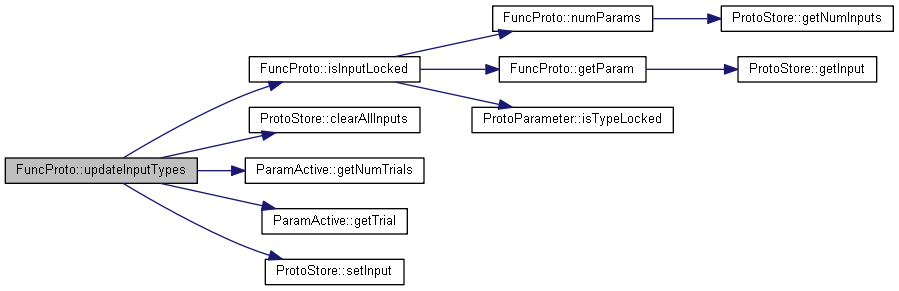 FuncProto::numParams
ProtoStore::getNumInputs
FuncProto::isInputLocked
FuncProto::getParam
ProtoStore::getInput
ProtoStore::clearAllInputs
ProtoParameter::isTypeLocked
FuncProto::updateInputTypes
ParamActive::getNumTrials
ParamActive::getTrial
ProtoStore::setInput